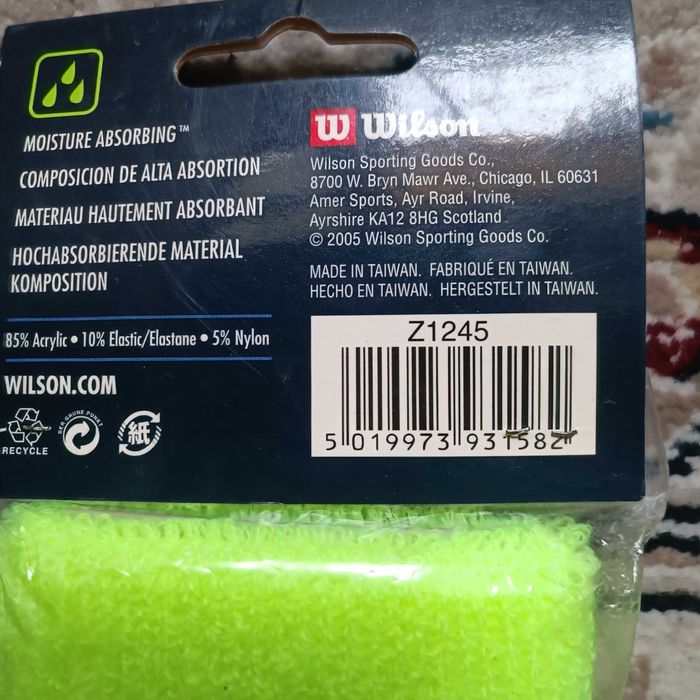 MOISTURE ABSORBING™
COMPOSICION DE ALTA ABSORTION
MATERIAU HAUTEMENT ABSORBANT
HOCHABSORBIERENDE MATERIAL
KOMPOSITION
85% Acrylic • 10% Elastic/Elastane • 5% Nylon
WILSON.COM
RECYCLE
DER GRÜNE PUNKT
紙
W Wilson
Wilson Sporting Goods Co.,
8700 W. Bryn Mawr Ave., Chicago, IL 60631
Amer Sports, Ayr Road, Irvine,
Ayrshire KA12 8HG Scotland
© 2005 Wilson Sporting Goods Co.
MADE IN TAIWAN. FABRIQUÉ EN TAIWAN.
HECHO EN TAIWAN. HERGESTELT IN TAIWAN.
Z1245
5 019973 931582